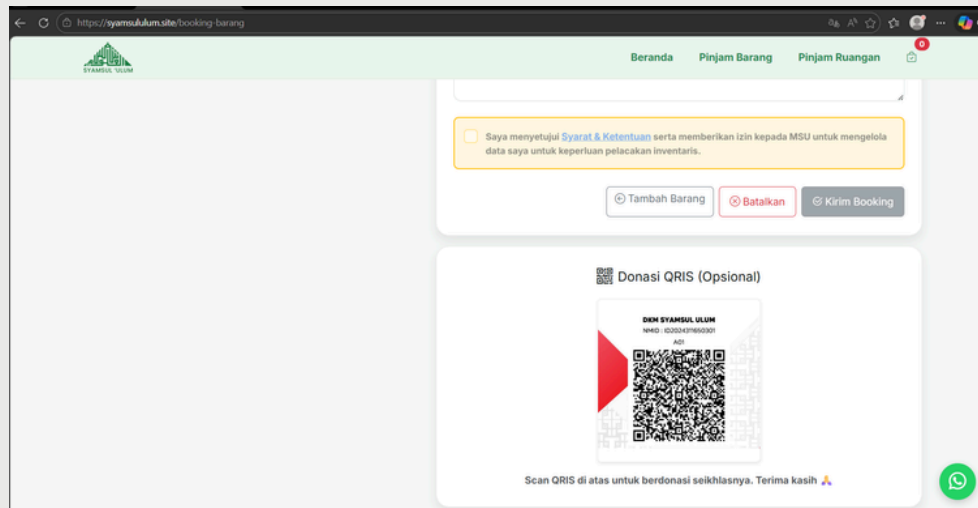 https://syamsululum.site/booking-barang
SYAMSUL 'ULUM
Beranda Pinjam Barang Pinjam Ruangan 0
Saya menyetujui Syarat & Ketentuan serta memberikan izin kepada MSU untuk mengelola
data saya untuk keperluan pelacakan inventaris.
Tambah Barang Batalkan Kirim Booking
Donasi QRIS (Opsional)
DKM SYAMSUL ULUM
NMID : ID2024311650301
A01
Scan QRIS di atas untuk berdonasi seikhlasnya. Terima kasih 🙏